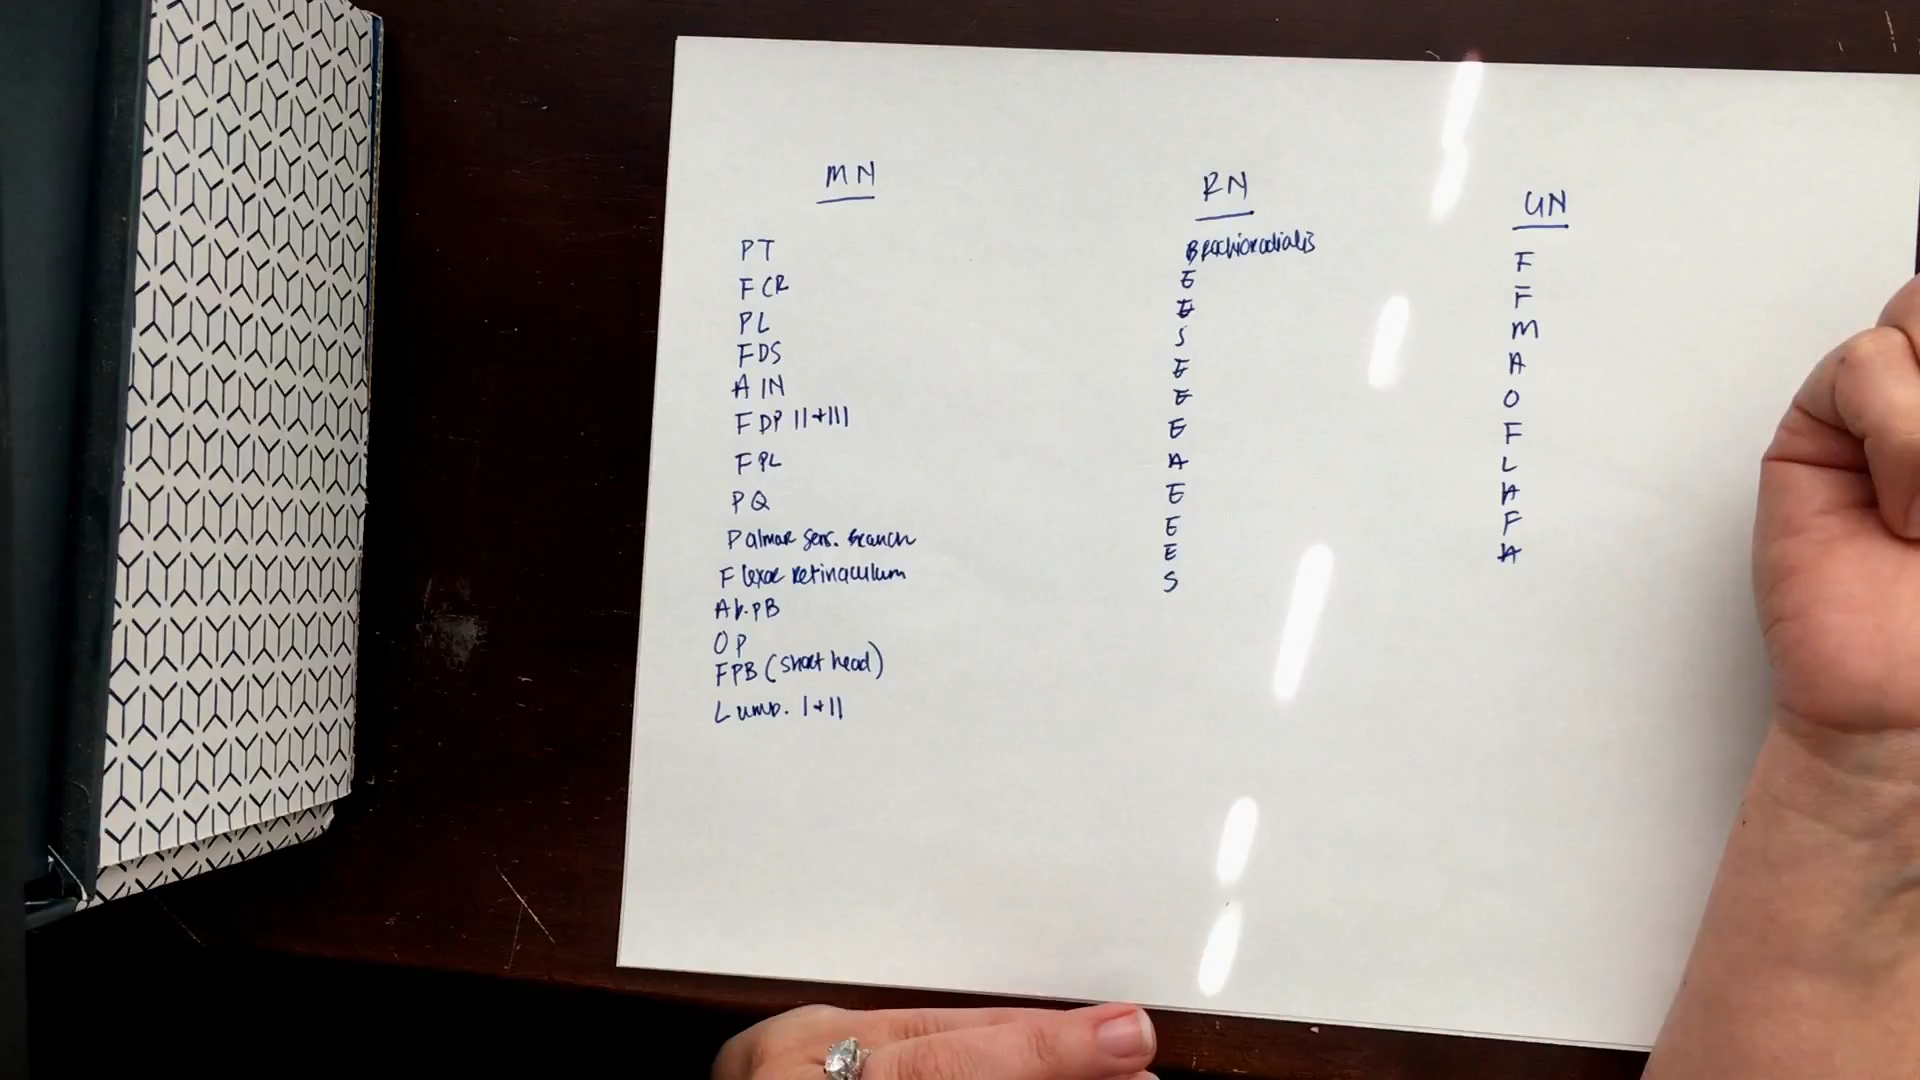 MN
PT
FCR
PL
FDS
AIN
FDP II+III
FPL
PQ
Palmar sens. branch
Flexor retinaculum
Ab.PB
OP
FPB (short head)
Lumb. I+II
RN
Brachioradialis
E
E
S
E
E
E
A
E
E
E
S
UN
F
F
M
A
O
F
L
A
F
A